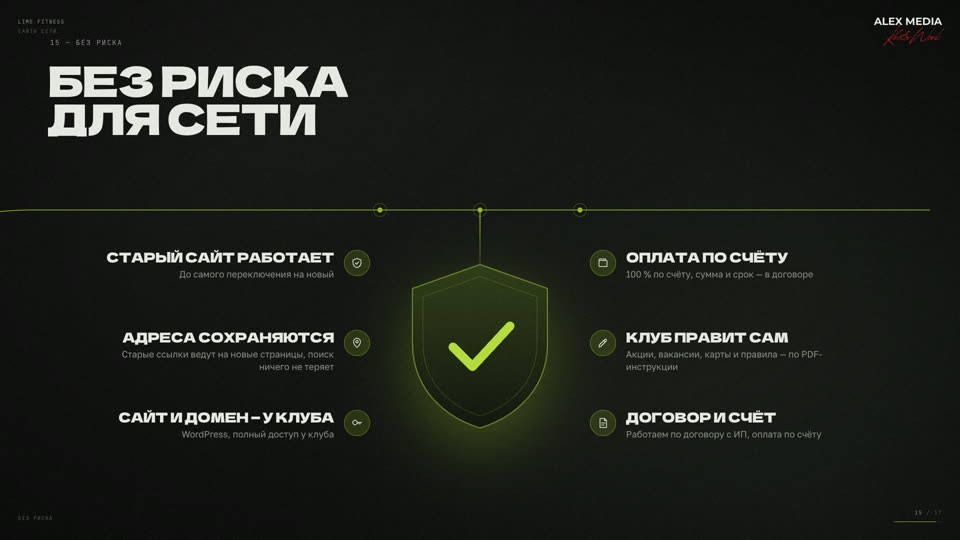 LIME FITNESS
САЙТЫ СЕТИ
15 — БЕЗ РИСКА
ALEX MEDIA
БЕЗ РИСКА
ДЛЯ СЕТИ
СТАРЫЙ САЙТ РАБОТАЕТ
До самого переключения на новый
АДРЕСА СОХРАНЯЮТСЯ
Старые ссылки ведут на новые страницы, поиск
ничего не теряет
САЙТ И ДОМЕН — У КЛУБА
WordPress, полный доступ у клуба
ОПЛАТА ПО СЧЁТУ
100 % по счёту, сумма и срок — в договоре
КЛУБ ПРАВИТ САМ
Акции, вакансии, карты и правила — по PDF-
инструкции
ДОГОВОР И СЧЁТ
Работаем по договору с ИП, оплата по счёту
БЕЗ РИСКА
15 / 17